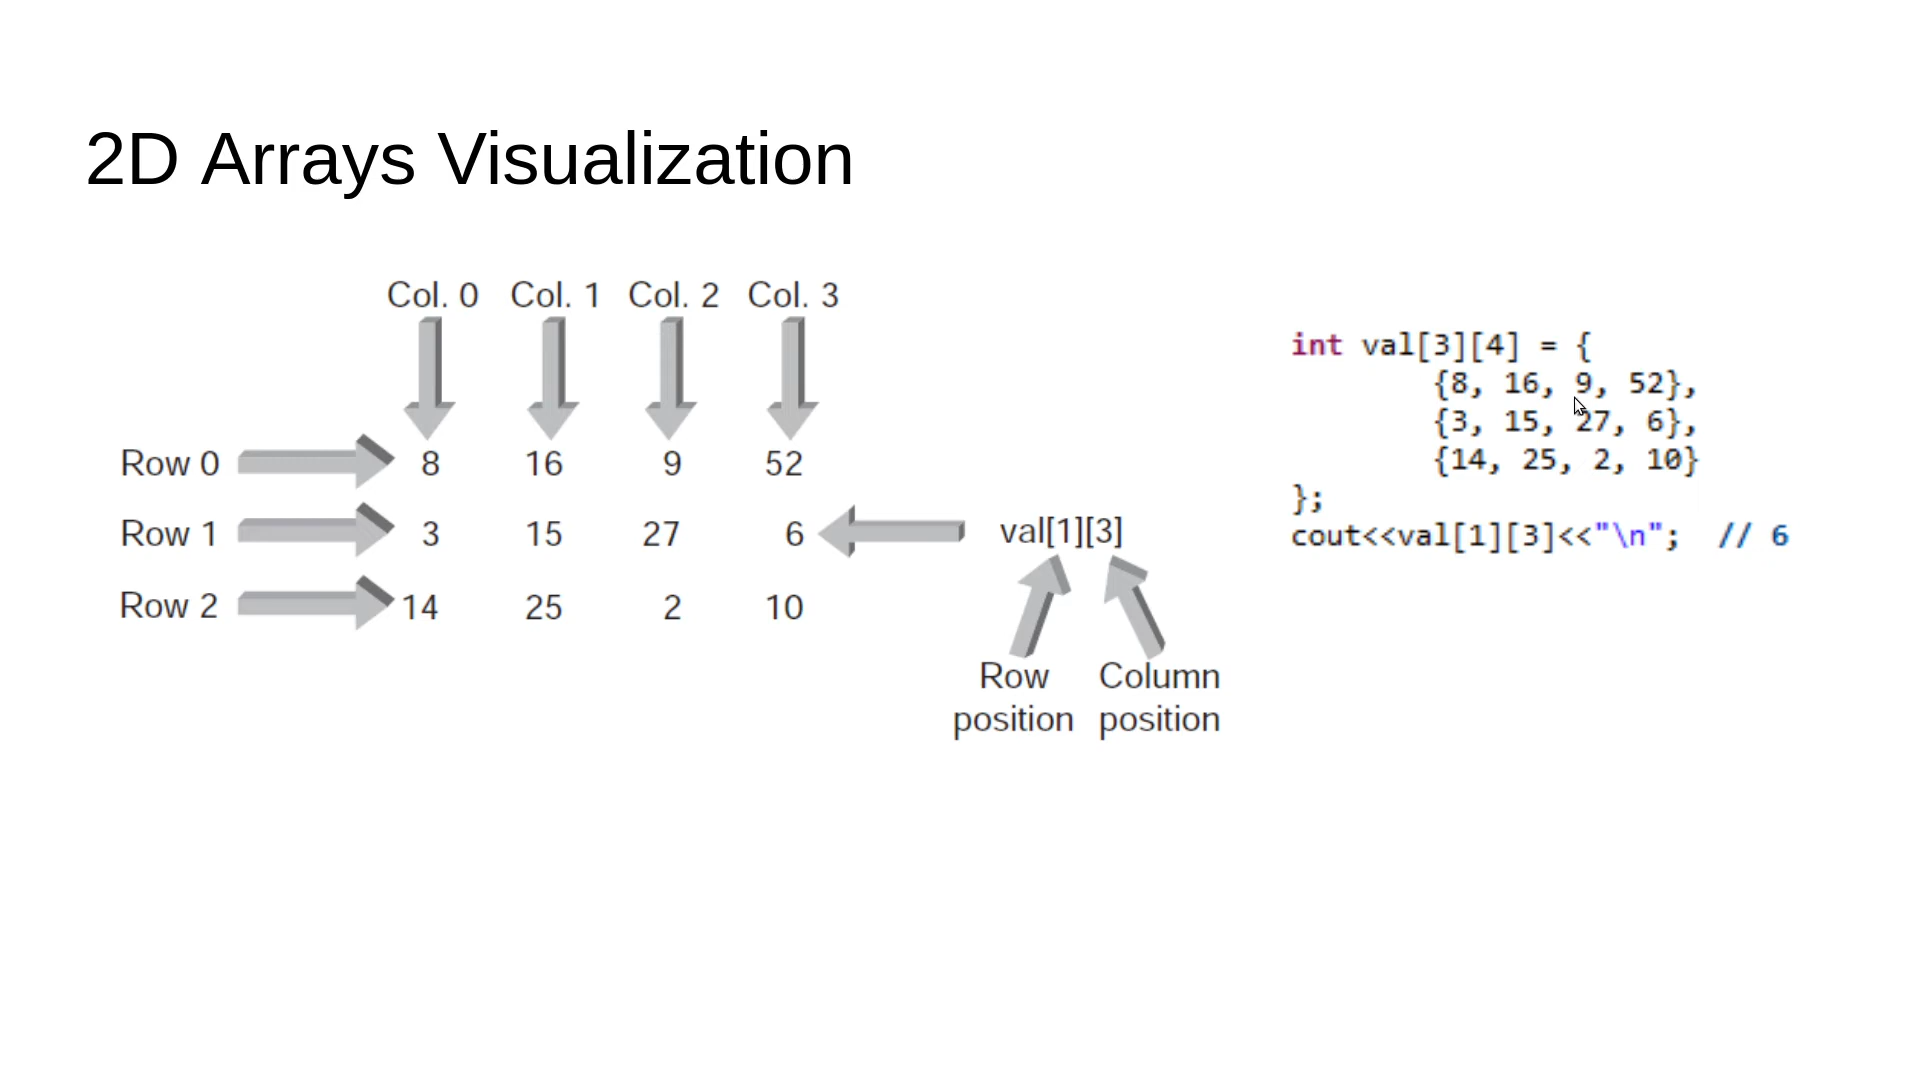 2D Arrays Visualization
Col. 0 Col. 1 Col. 2 Col. 3
Row 0 8 16 9 52
Row 1 3 15 27 6 val[1][3]
Row 2 14 25 2 10
Row position
Column position
int val[3][4] = {
{8, 16, 9, 52},
{3, 15, 27, 6},
{14, 25, 2, 10}
};
cout<<val[1][3]<<"\n"; // 6